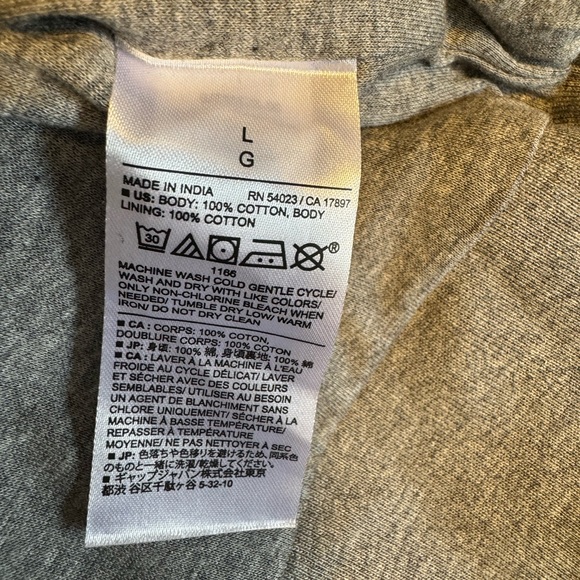 L
G
MADE IN INDIA RN 54023 / CA 17897
■ US: BODY: 100% COTTON, BODY
LINING: 100% COTTON
30 ®
1166
MACHINE WASH COLD GENTLE CYCLE/
WASH AND DRY WITH LIKE COLORS/
ONLY NON-CHLORINE BLEACH WHEN
NEEDED/ TUMBLE DRY LOW/ WARM
IRON/ DO NOT DRY CLEAN
■ CA : CORPS: 100% COTON,
DOUBLURE CORPS: 100% COTON
■ JP: 身頃: 100% 綿, 身頃裏地: 100% 綿
■ CA : LAVER À LA MACHINE À L'EAU
FROIDE AU CYCLE DÉLICAT/ LAVER
ET SÉCHER AVEC DES COULEURS
SEMBLABLES/ UTILISER AU BESOIN
UN AGENT DE BLANCHIMENT SANS
CHLORE UNIQUEMENT/ SÉCHER À LA
MACHINE À BASSE TEMPÉRATURE/
REPASSER À TEMPÉRATURE
MOYENNE/ NE PAS NETTOYER À SEC
■ JP: 色落ちや色移りを避けるため、同系色
のものと一緒に洗濯/乾燥してください。
■ ギャップジャパン株式会社東京
都渋 谷区千駄ヶ谷 5-32-10